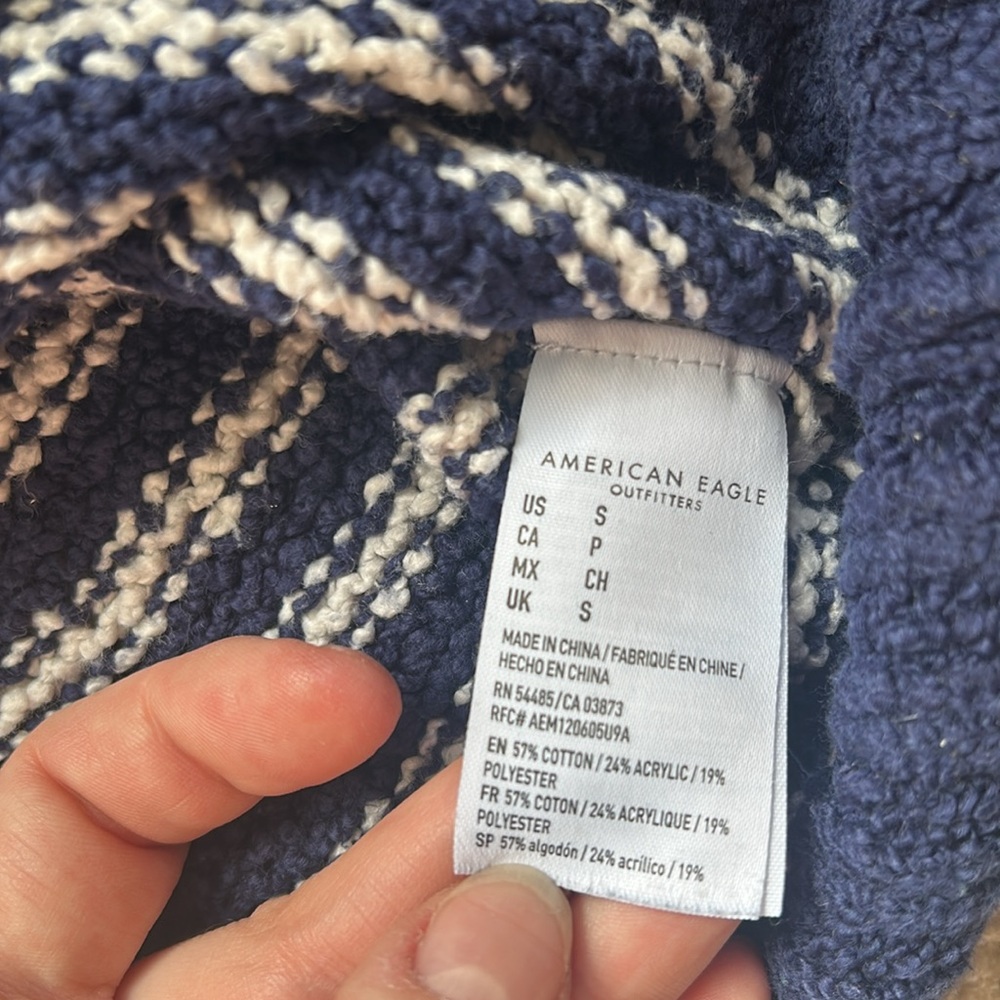 AMERICAN EAGLE
OUTFITTERS
US S
CA P
MX CH
UK S
MADE IN CHINA / FABRIQUÉ EN CHINE /
HECHO EN CHINA
RN 54485/CA 03873
RFC# AEM120605U9A
EN 57% COTTON / 24% ACRYLIC / 19%
POLYESTER
FR 57% COTON / 24% ACRYLIQUE / 19%
POLYESTER
SP 57% algodón / 24% acrílico / 19%